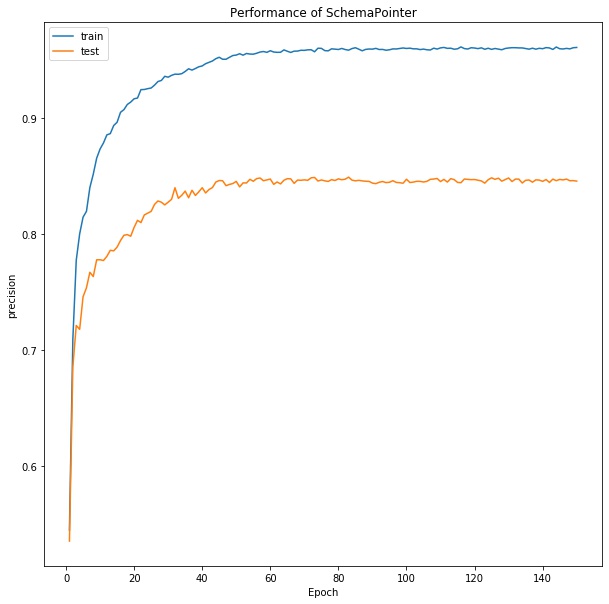 Performance of SchemaPointer
train
test
precision
0.9
0.8
0.7
0.6
0 20 40 60 80 100 120 140
Epoch